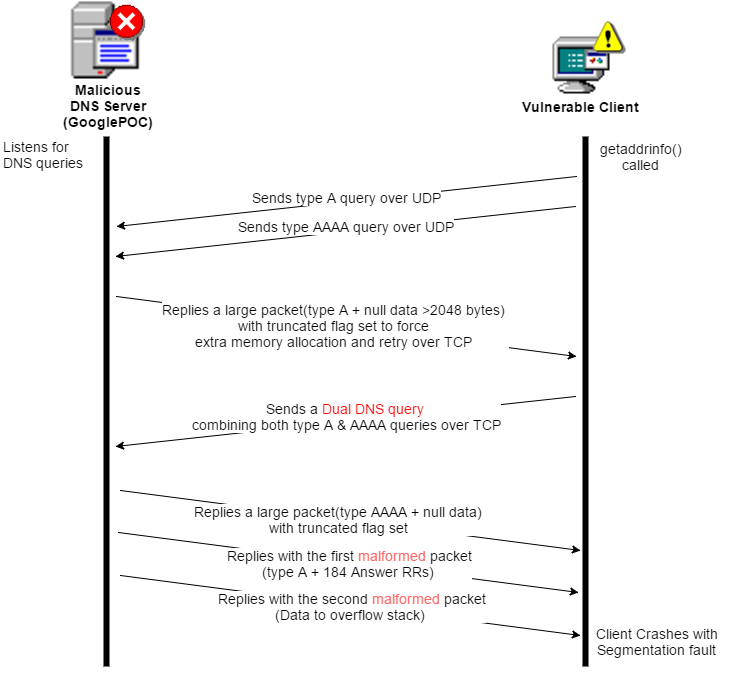 Malicious
DNS Server
(GooglePOC)
Vulnerable Client
Listens for
DNS queries
getaddrinfo()
called
Sends type A query over UDP
Sends type AAAA query over UDP
Replies a large packet(type A + null data >2048 bytes)
with truncated flag set to force
extra memory allocation and retry over TCP
Sends a Dual DNS query
combining both type A & AAAA queries over TCP
Replies a large packet(type AAAA + null data)
with truncated flag set
Replies with the first malformed packet
(type A + 184 Answer RRs)
Replies with the second malformed packet
(Data to overflow stack)
Client Crashes with
Segmentation fault